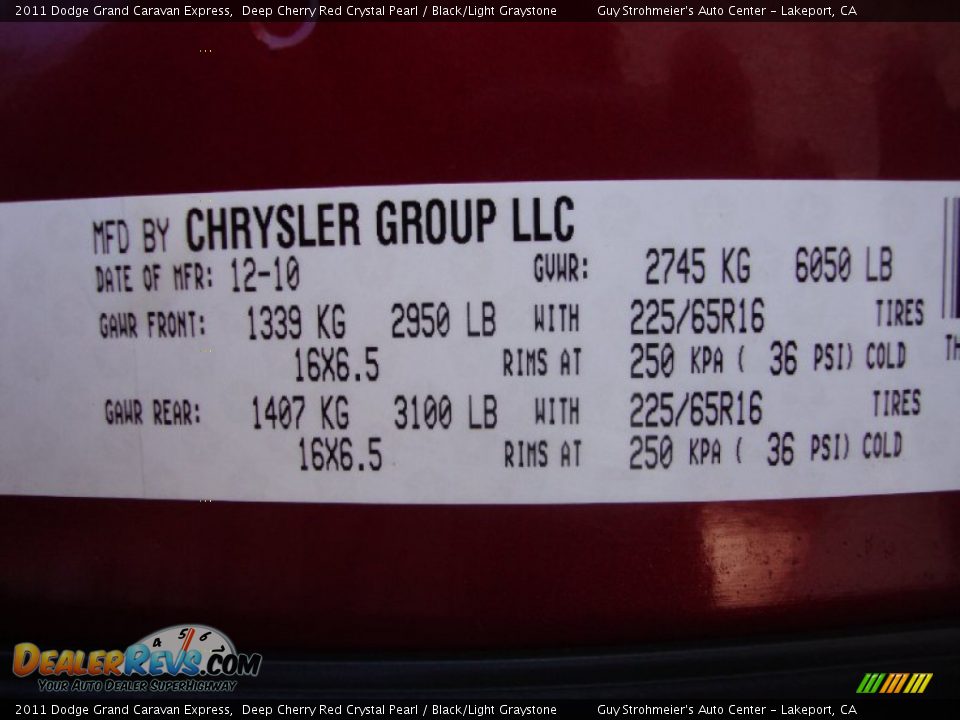 2011 Dodge Grand Caravan Express, Deep Cherry Red Crystal Pearl / Black/Light Graystone Guy Strohmeier's Auto Center - Lakeport, CA
MFD BY CHRYSLER GROUP LLC
DATE OF MFR: 12-10 GVWR: 2745 KG 6050 LB
GAWR FRONT: 1339 KG 2950 LB WITH 225/65R16 TIRES
16X6.5 RIMS AT 250 KPA ( 36 PSI) COLD
GAWR REAR: 1407 KG 3100 LB WITH 225/65R16 TIRES
16X6.5 RIMS AT 250 KPA ( 36 PSI) COLD
4 5 6
DEALERREVS.COM
YOUR AUTO DEALER SUPERHIGHWAY
2011 Dodge Grand Caravan Express, Deep Cherry Red Crystal Pearl / Black/Light Graystone Guy Strohmeier's Auto Center - Lakeport, CA